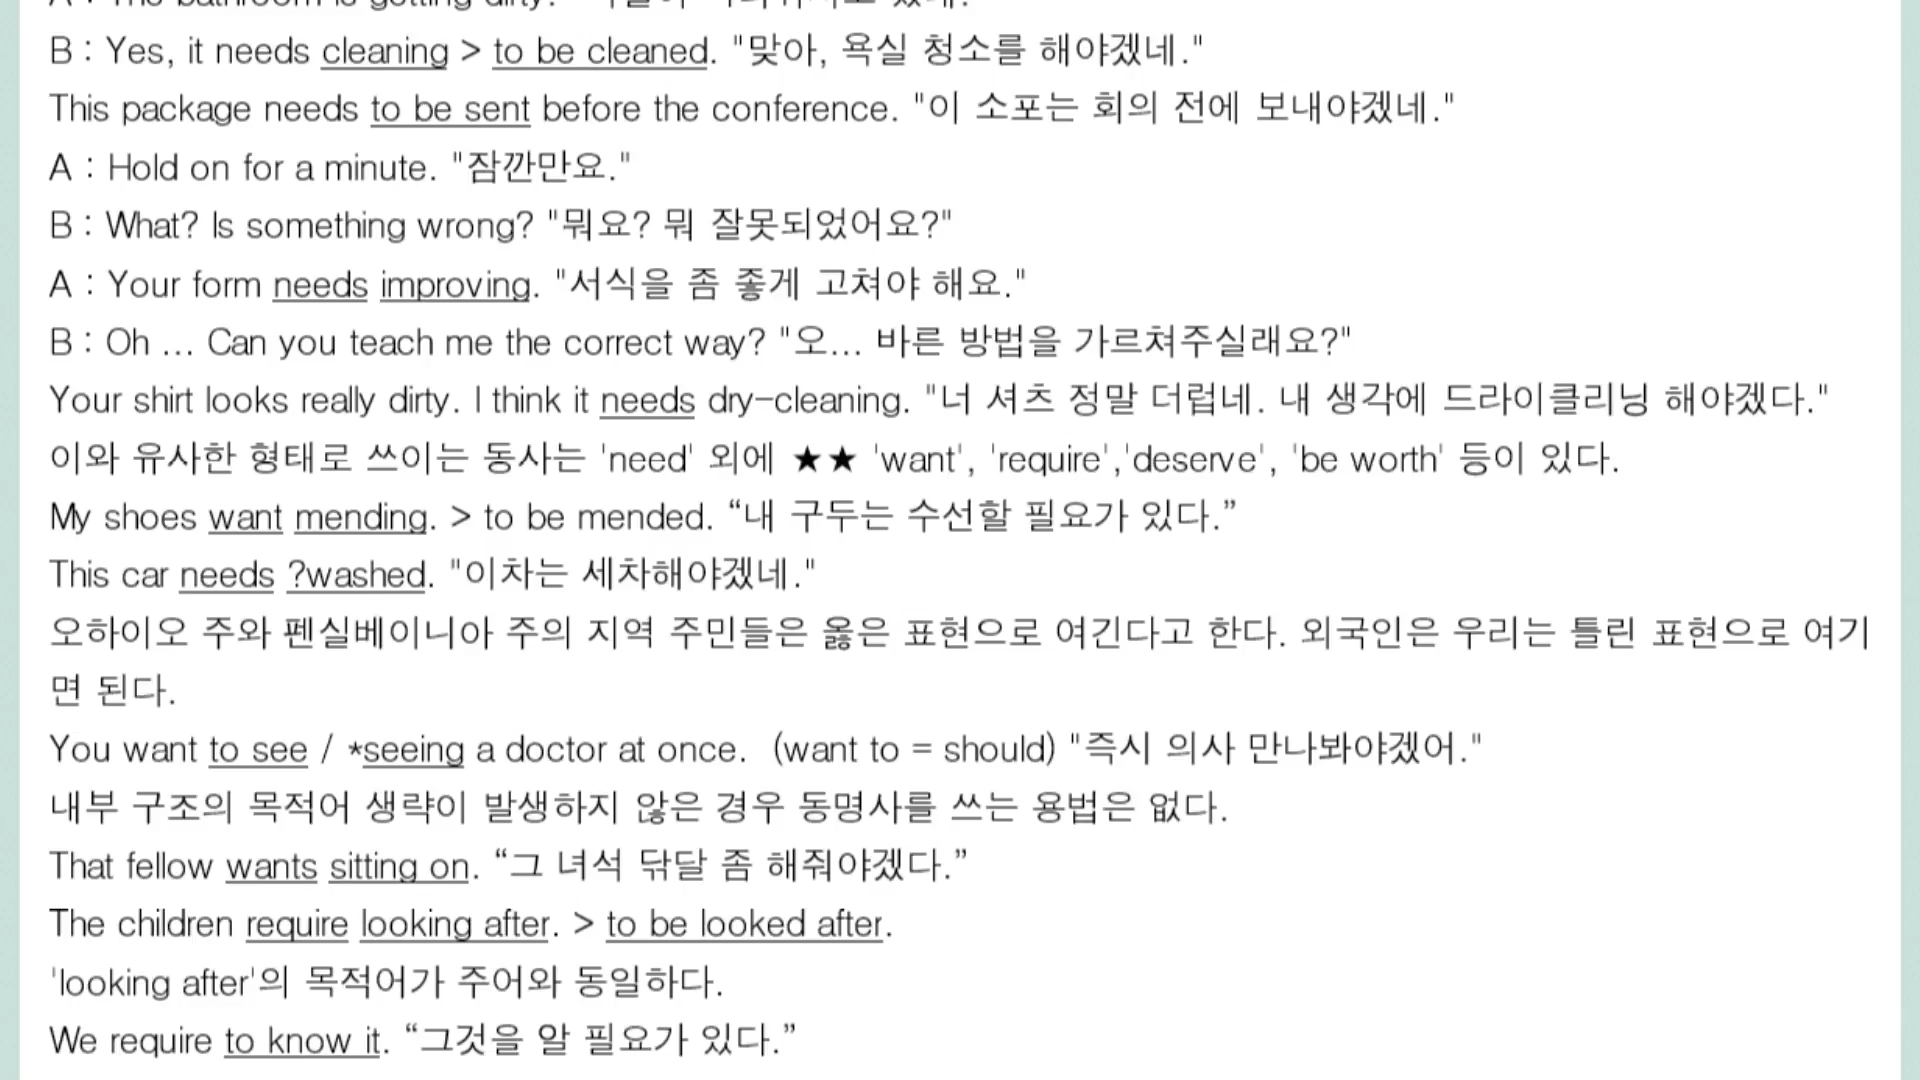 B : Yes, it needs cleaning > to be cleaned. "맞아, 욕실 청소를 해야겠네."
This package needs to be sent before the conference. "이 소포는 회의 전에 보내야겠네."
A : Hold on for a minute. "잠깐만요."
B : What? Is something wrong? "뭐요? 뭐 잘못되었어요?"
A : Your form needs improving. "서식을 좀 좋게 고쳐야 해요."
B : Oh ... Can you teach me the correct way? "오... 바른 방법을 가르쳐주실래요?"
Your shirt looks really dirty. I think it needs dry-cleaning. "너 셔츠 정말 더럽네. 내 생각에 드라이클리닝 해야겠다."
이와 유사한 형태로 쓰이는 동사는 'need' 외에 ★★ 'want', 'require','deserve', 'be worth' 등이 있다.
My shoes want mending. > to be mended. “내 구두는 수선할 필요가 있다.”
This car needs ?washed. "이차는 세차해야겠네."
오하이오 주와 펜실베이니아 주의 지역 주민들은 옳은 표현으로 여긴다고 한다. 외국인은 우리는 틀린 표현으로 여기
면 된다.
You want to see / *seeing a doctor at once. (want to = should) "즉시 의사 만나봐야겠어."
내부 구조의 목적어 생략이 발생하지 않은 경우 동명사를 쓰는 용법은 없다.
That fellow wants sitting on. “그 녀석 닦달 좀 해줘야겠다.”
The children require looking after. > to be looked after.
'looking after'의 목적어가 주어와 동일하다.
We require to know it. “그것을 알 필요가 있다.”